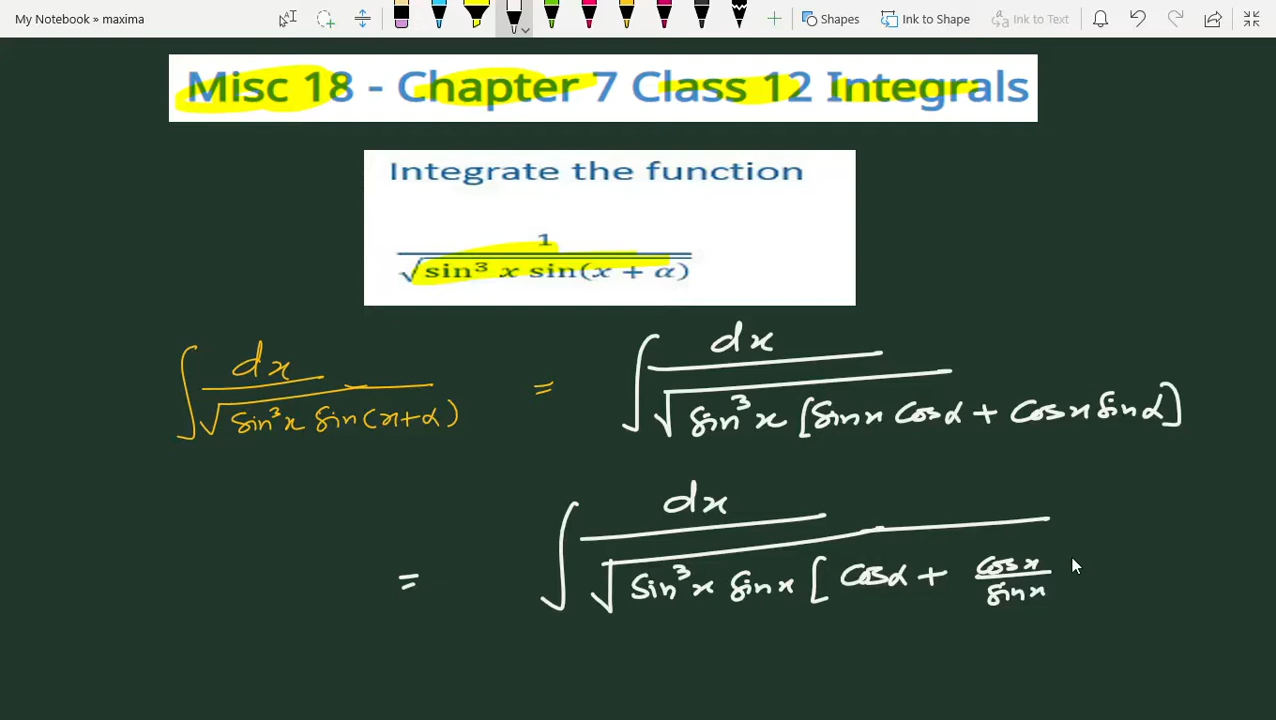 My Notebook » maxima
Shapes Ink to Shape Ink to Text
Misc 18 - Chapter 7 Class 12 Integrals
Integrate the function
1
√sin³ x sin(x + α)
∫ dx / √sin³x sin(x+α) = ∫ dx / √sin³x [sinx cosα + cosx sinα]
= ∫ dx / √sin³x sinx [cosα + cosx / sinx